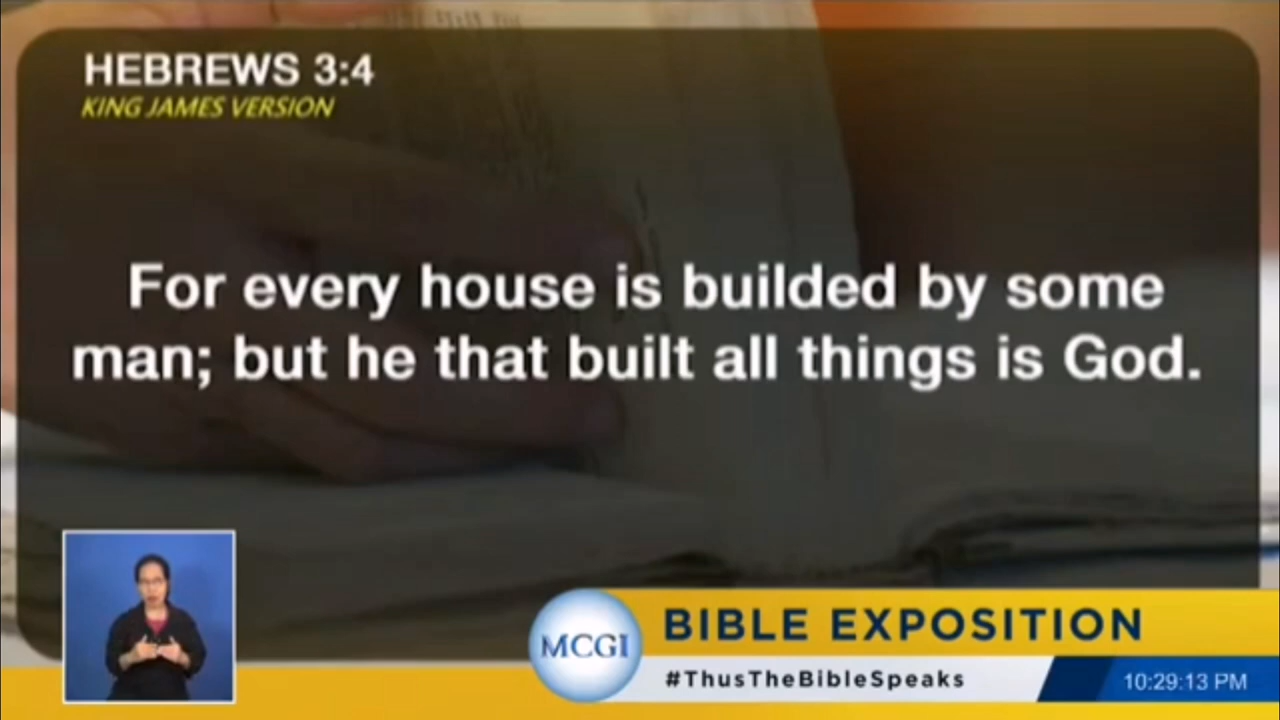 HEBREWS 3:4
KING JAMES VERSION
For every house is builded by some
man; but he that built all things is God.
MCGI
BIBLE EXPOSITION
#ThusTheBibleSpeaks
10:29:13 PM